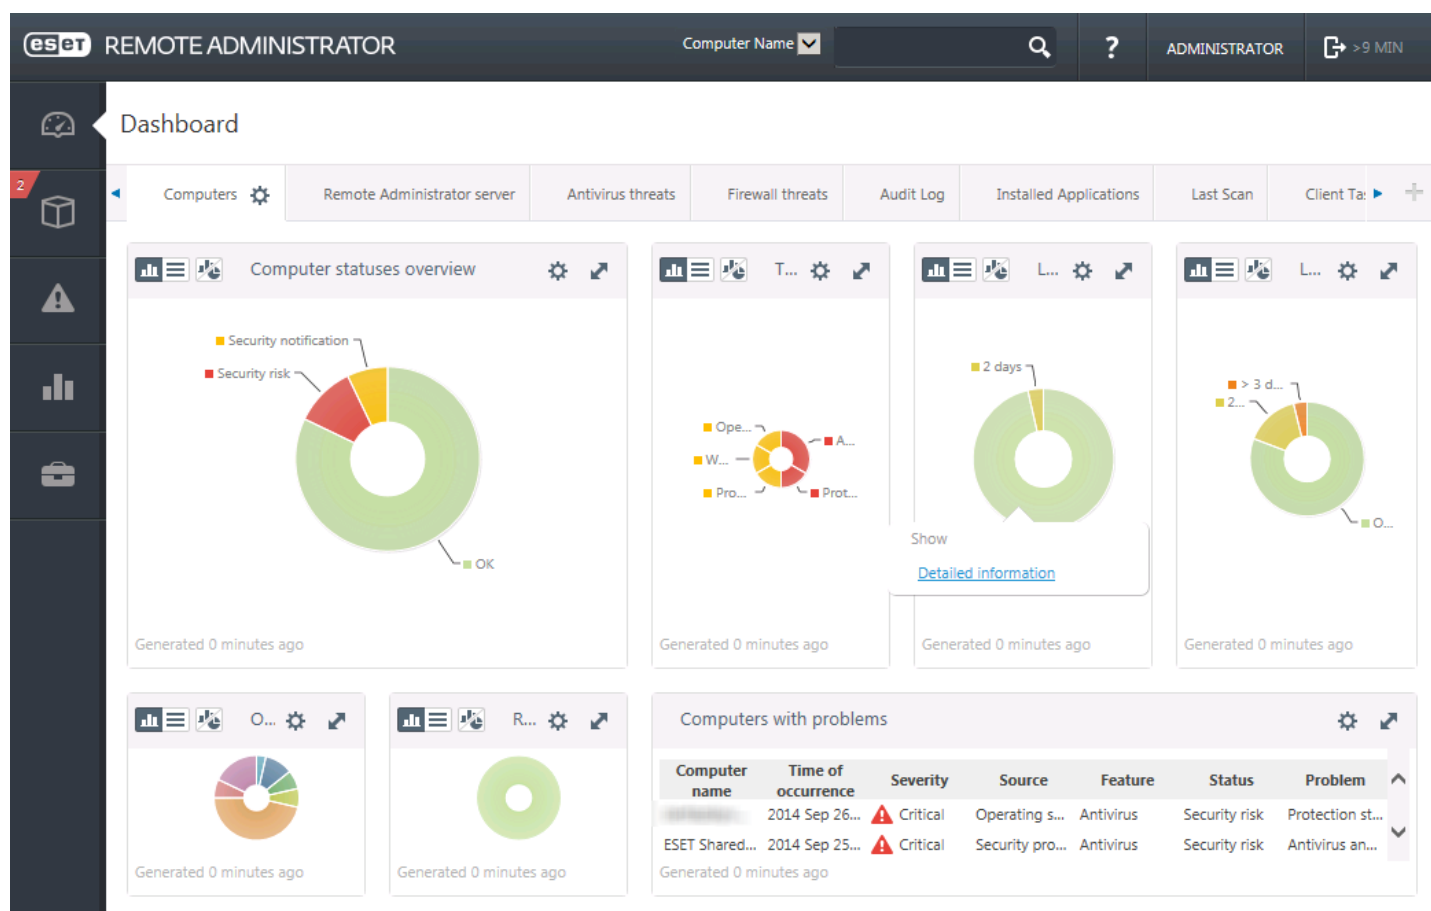 eset REMOTE ADMINISTRATOR
Computer Name
?
ADMINISTRATOR
>9 MIN
Dashboard
2
Computers
Remote Administrator server
Antivirus threats
Firewall threats
Audit Log
Installed Applications
Last Scan
Client Ta
Computer statuses overview
T...
L...
L...
Security notification
Security risk
OK
Generated 0 minutes ago
Ope...
A...
W...
Pro...
Prot...
Generated 0 minutes ago
2 days
Show
Detailed information
Generated 0 minutes ago
> 3 d...
2...
O...
Generated 0 minutes ago
O...
Generated 0 minutes ago
R...
Generated 0 minutes ago
Computers with problems
Computer name Time of occurrence Severity Source Feature Status Problem
2014 Sep 26... Critical Operating s... Antivirus Security risk Protection st...
ESET Shared... 2014 Sep 25... Critical Security pro... Antivirus Security risk Antivirus an...
Generated 0 minutes ago